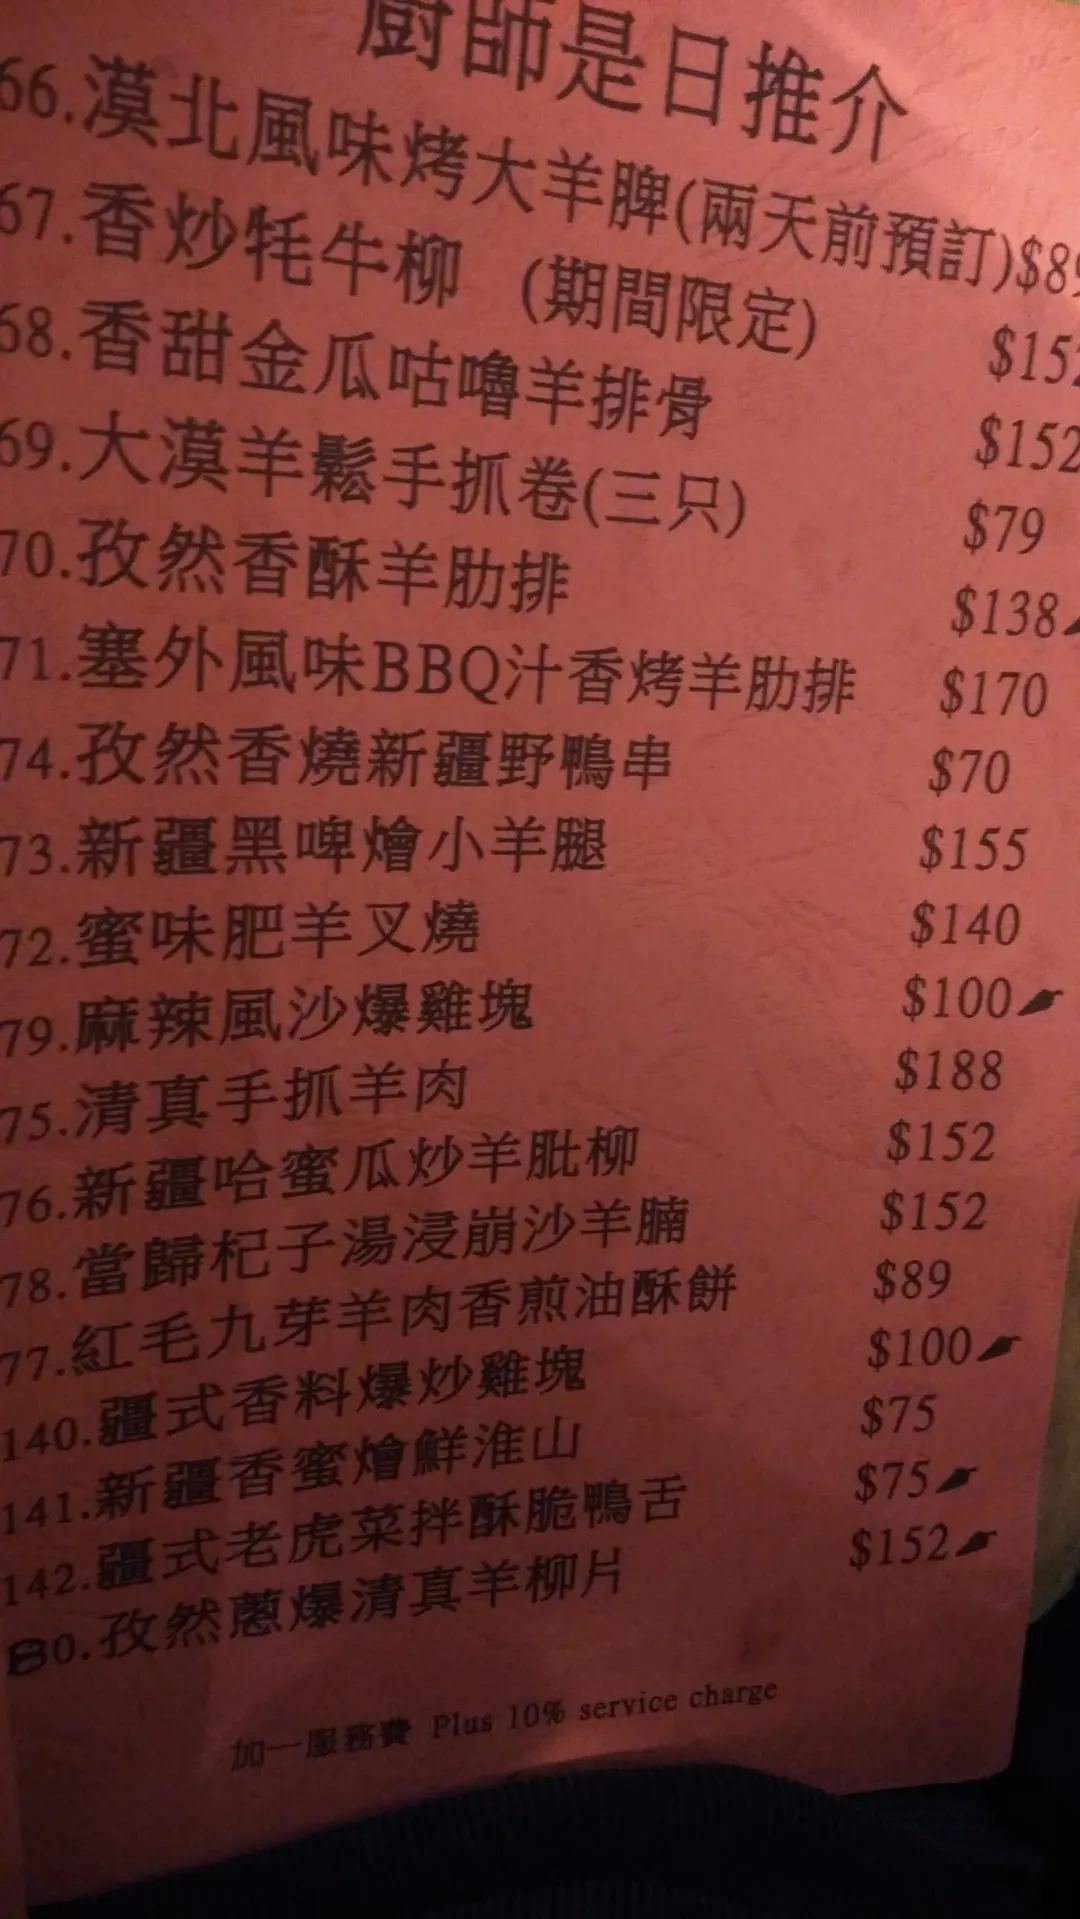 廚師是日推介
66.漠北風味烤大羊脾(兩天前預訂)$89
67.香炒牦牛柳 (期間限定) $152
68.香甜金瓜咕嚕羊排骨 $152
69.大漠羊鬆手抓卷(三只) $79
70.孜然香酥羊肋排 $138
71.塞外風味BBQ汁香烤羊肋排 $170
74.孜然香燒新疆野鴨串 $70
73.新疆黑啤燴小羊腿 $155
72.蜜味肥羊叉燒 $140
79.麻辣風沙爆雞塊 $100
75.清真手抓羊肉 $188
76.新疆哈蜜瓜炒羊肶柳 $152
78.當歸杞子湯浸崩沙羊腩 $152
77.紅毛九芽羊肉香煎油酥餅 $89
140.疆式香料爆炒雞塊 $100
141.新疆香蜜燴鮮淮山 $75
142.疆式老虎菜拌酥脆鴨舌 $75
80.孜然蔥爆清真羊柳片 $152
加一服務費 Plus 10% service charge